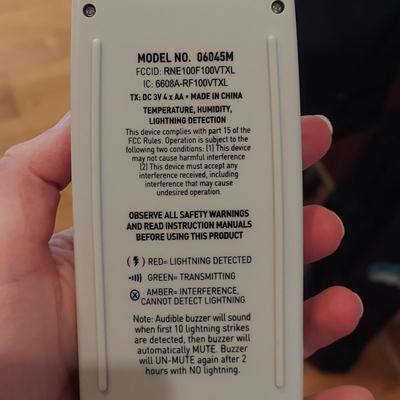 MODEL NO. 06045M
FCCID: RNE100F100VTXL
IC: 6608A-RF100VTXL
TX: DC 3V 4 x AA • MADE IN CHINA
TEMPERATURE, HUMIDITY,
LIGHTNING DETECTION
This device complies with part 15 of the
FCC Rules. Operation is subject to the
following two conditions: (1) This device
may not cause harmful interference
(2) This device must accept any
interference received, including
interference that may cause
undesired operation.
OBSERVE ALL SAFETY WARNINGS
AND READ INSTRUCTION MANUALS
BEFORE USING THIS PRODUCT
RED= LIGHTNING DETECTED
GREEN= TRANSMITTING
AMBER= INTERFERENCE,
CANNOT DETECT LIGHTNING
Note: Audible buzzer will sound
when first 10 lightning strikes
are detected, then buzzer will
automatically MUTE. Buzzer
will UN-MUTE again after 2
hours with NO lightning.